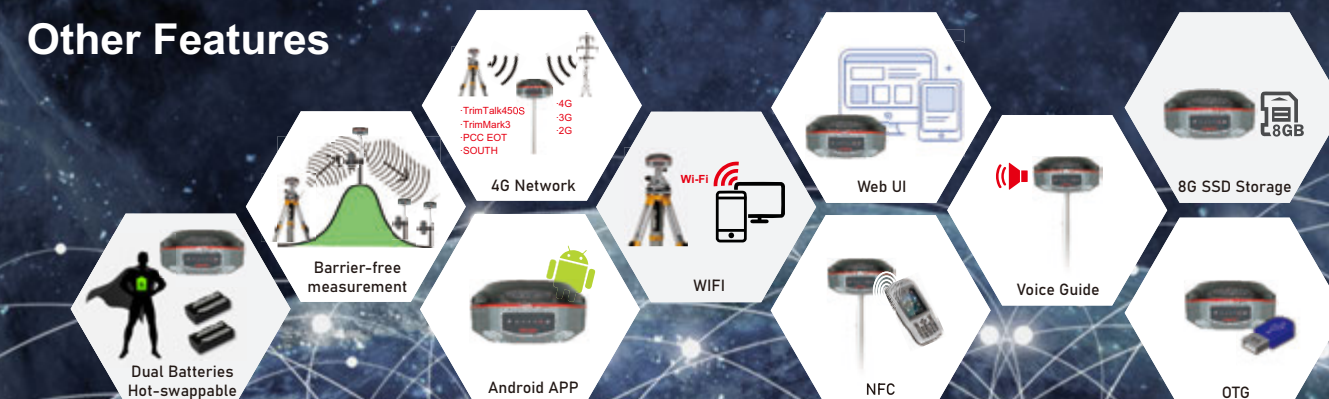 Other Features
Dual Batteries
Hot-swappable
Barrier-free
measurement
·TrimTalk450S
·TrimMark3
·PCC EOT
·SOUTH
·4G
·3G
·2G
4G Network
Android APP
Wi-Fi
WIFI
Web UI
NFC
Voice Guide
8GB
8G SSD Storage
OTG